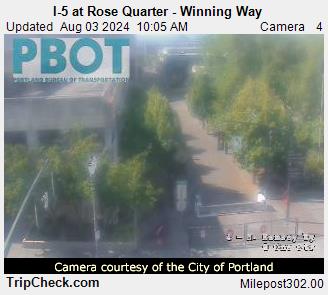 I-5 at Rose Quarter - Winning Way
Updated Aug 03 2024 10:05 AM Camera 4
PBOT
PORTLAND BUREAU OF TRANSPORTATION
Camera courtesy of the City of Portland
TripCheck.com Milepost302.00